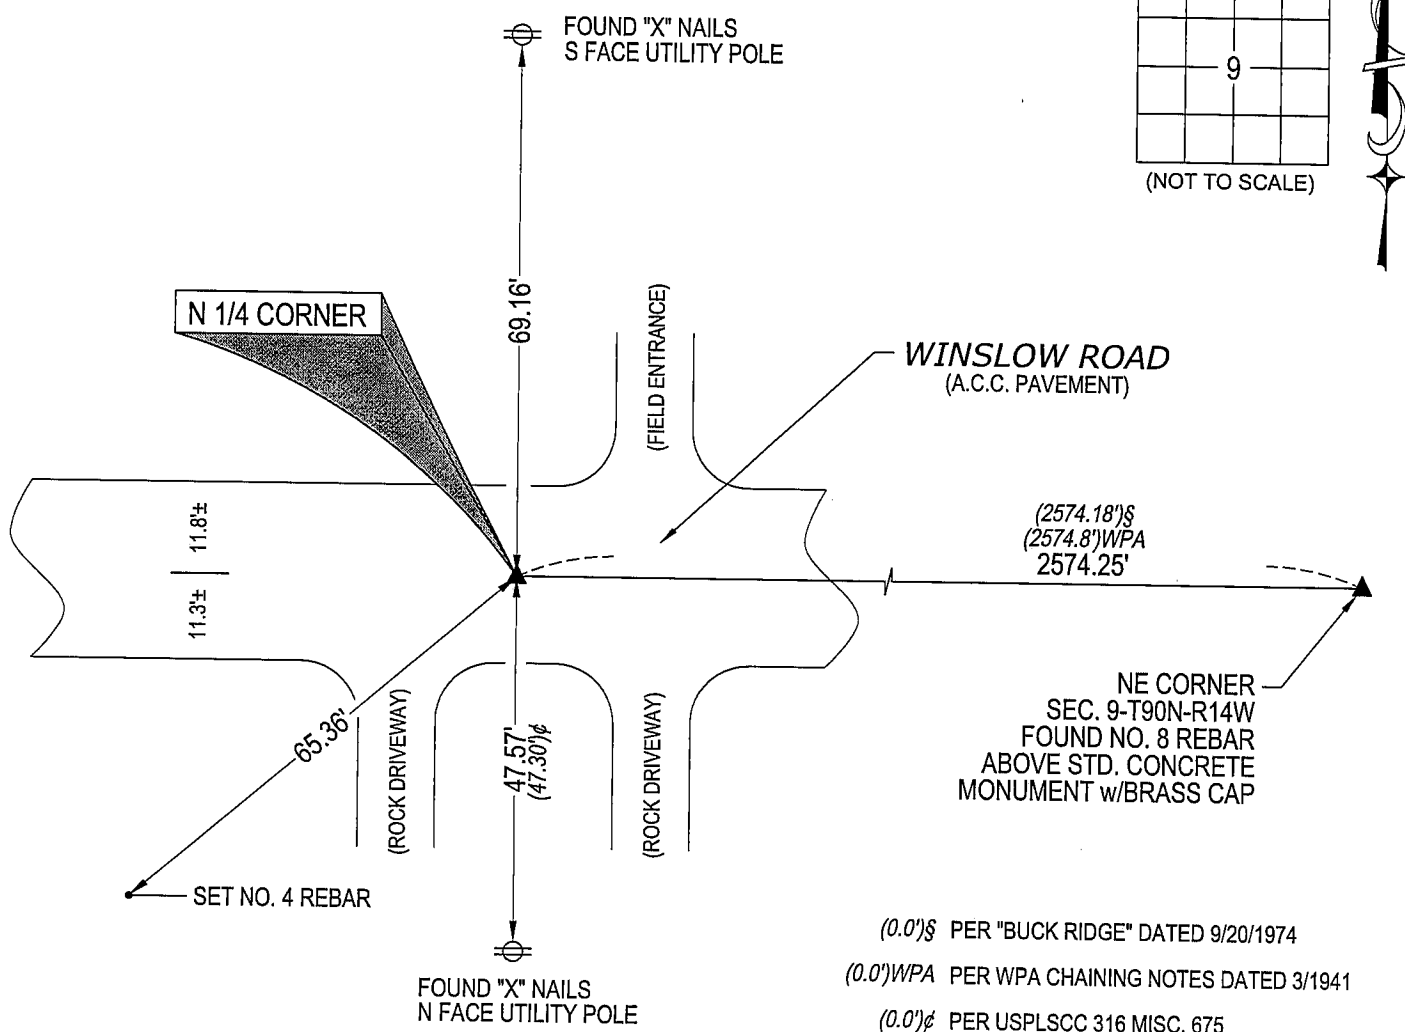 FOUND "X" NAILS
S FACE UTILITY POLE
9
(NOT TO SCALE)
N 1/4 CORNER
69.16'
(FIELD ENTRANCE)
WINSLOW ROAD
(A.C.C. PAVEMENT)
11.8'±
11.3'±
(2574.18')§
(2574.8')WPA
2574.25'
65.36'
(ROCK DRIVEWAY)
47.57'
(47.30')¢
(ROCK DRIVEWAY)
NE CORNER
SEC. 9-T90N-R14W
FOUND NO. 8 REBAR
ABOVE STD. CONCRETE
MONUMENT w/BRASS CAP
SET NO. 4 REBAR
FOUND "X" NAILS
N FACE UTILITY POLE
(0.0')§ PER "BUCK RIDGE" DATED 9/20/1974
(0.0')WPA PER WPA CHAINING NOTES DATED 3/1941
(0.0')¢ PER USPLSCC 316 MISC. 675